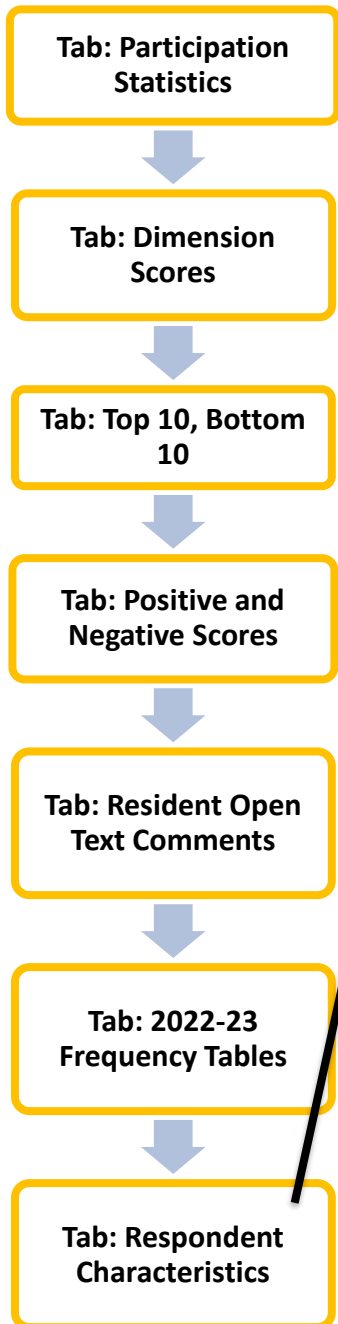 Tab: Participation
Statistics
Tab: Dimension
Scores
Tab: Top 10, Bottom
10
Tab: Positive and
Negative Scores
Tab: Resident Open
Text Comments
Tab: 2022-23
Frequency Tables
Tab: Respondent
Characteristics